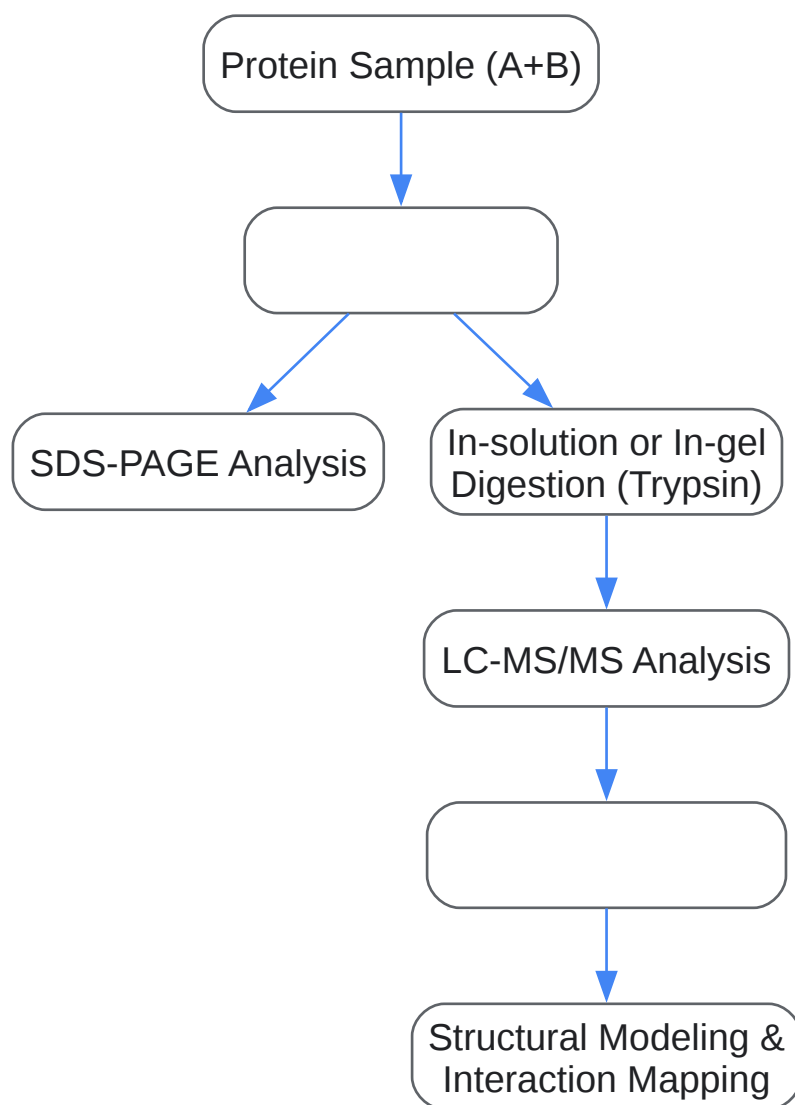 Protein Sample (A+B)
SDS-PAGE Analysis
In-solution or In-gel
Digestion (Trypsin)
LC-MS/MS Analysis
Structural Modeling &
Interaction Mapping